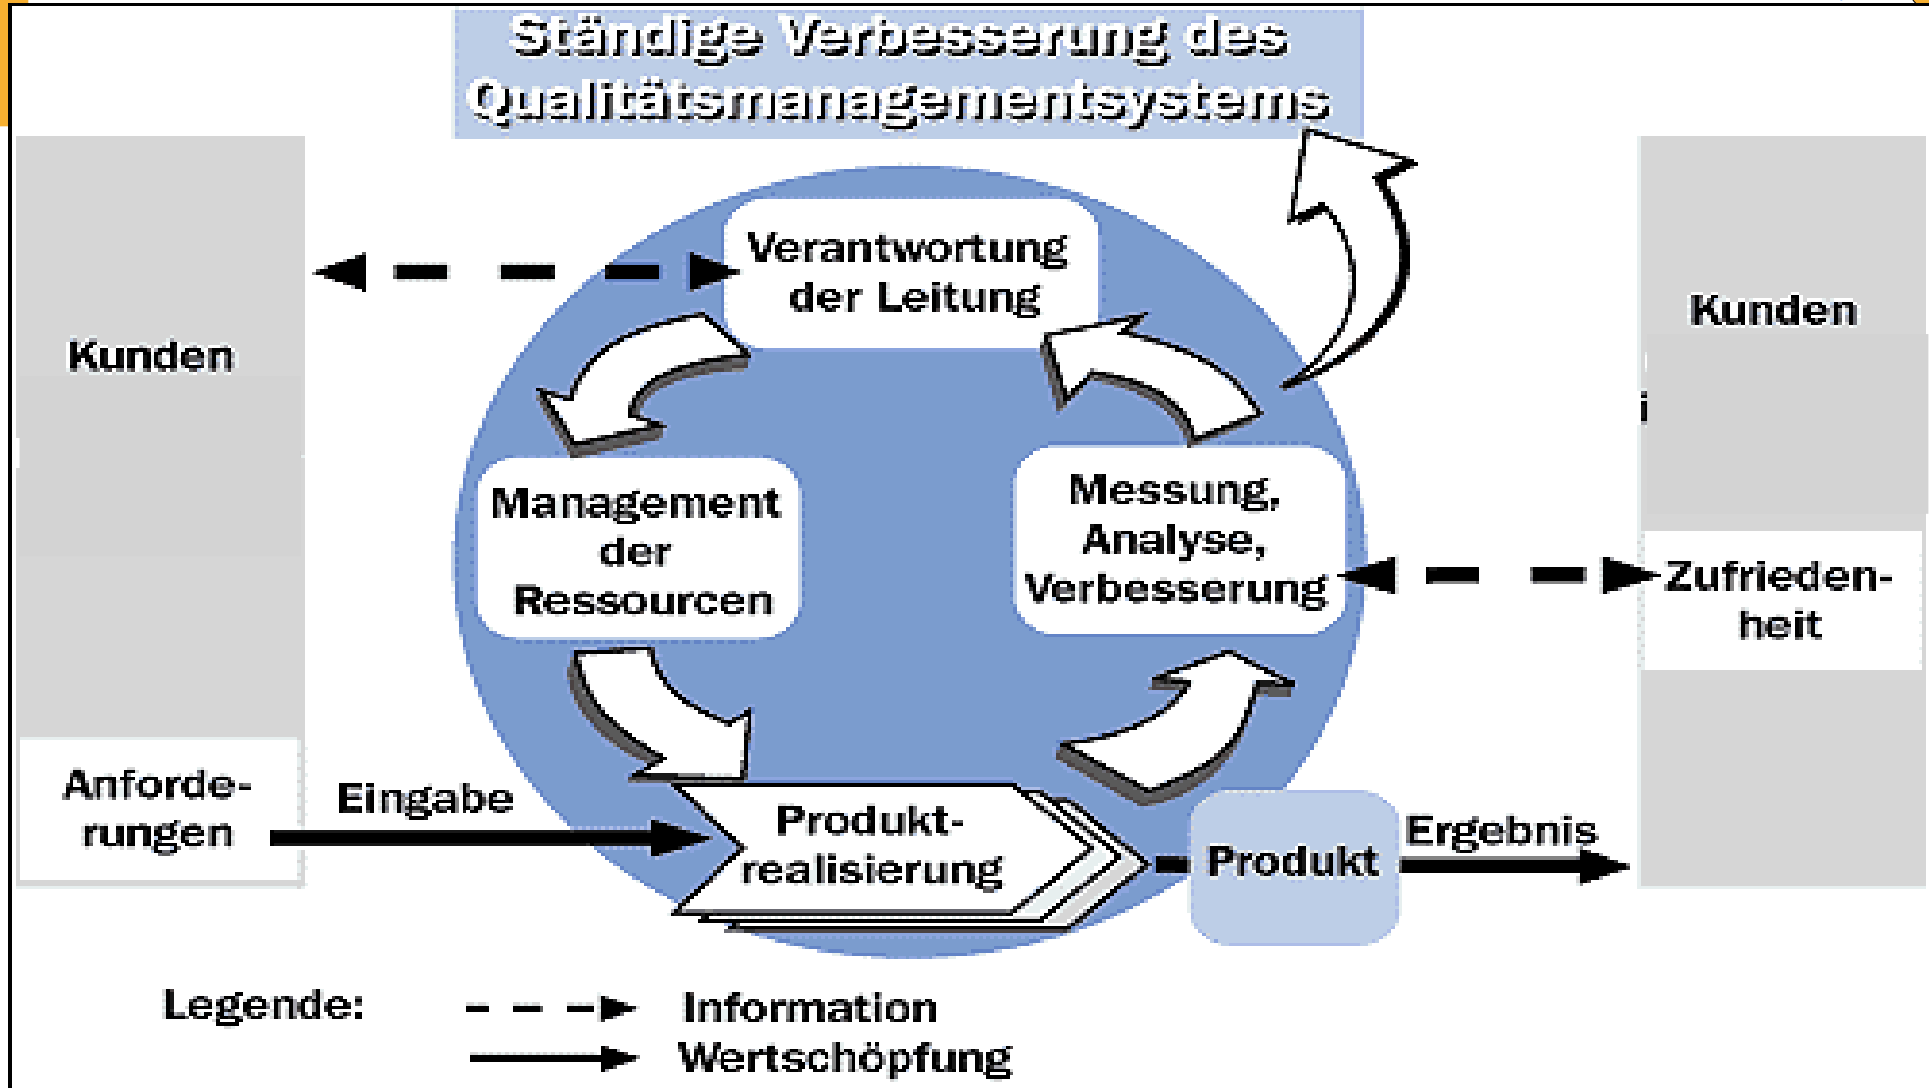 Ständige Verbesserung des
Qualitätsmanagementsystems
Verantwortung
der Leitung
Kunden
Kunden
Management
der
Ressourcen
Messung,
Analyse,
Verbesserung
Zufrieden-
heit
Anforde-
rungen
Eingabe
Produkt-
realisierung
Produkt
Ergebnis
Legende:
Information
Wertschöpfung